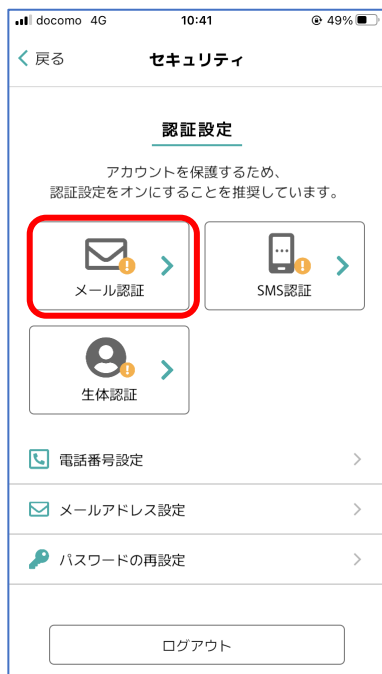 docomo 4G 10:41 49%
戻る セキュリティ
認証設定
アカウントを保護するため、
認証設定をオンにすることを推奨しています。
メール認証 SMS認証
生体認証
電話番号設定
メールアドレス設定
パスワードの再設定
ログアウト